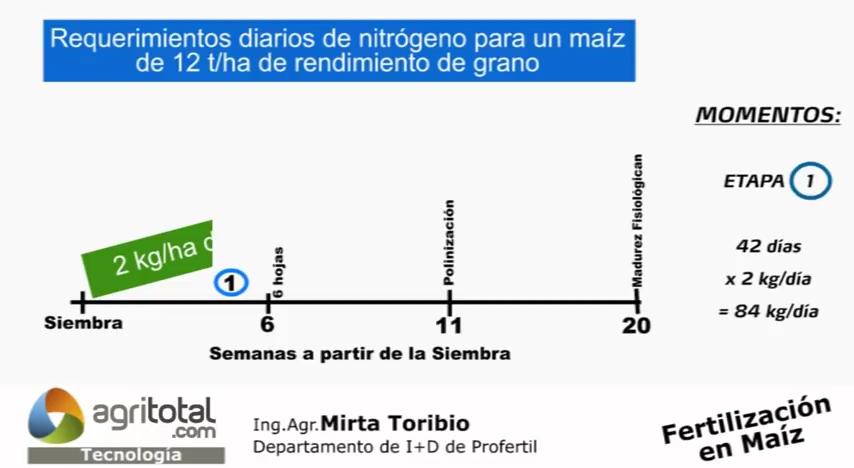 Requerimientos diarios de nitrógeno para un maíz
de 12 t/ha de rendimiento de grano
MOMENTOS:
ETAPA 1
42 días
x 2 kg/día
= 84 kg/día
2 kg/ha d
1
6 hojas
Polinización
Madurez Fisiológican
Siembra
6
11
20
Semanas a partir de la Siembra
agritotal
.com
Tecnología
Ing.Agr.Mirta Toribio
Departamento de I+D de Profertil
Fertilización
en Maíz